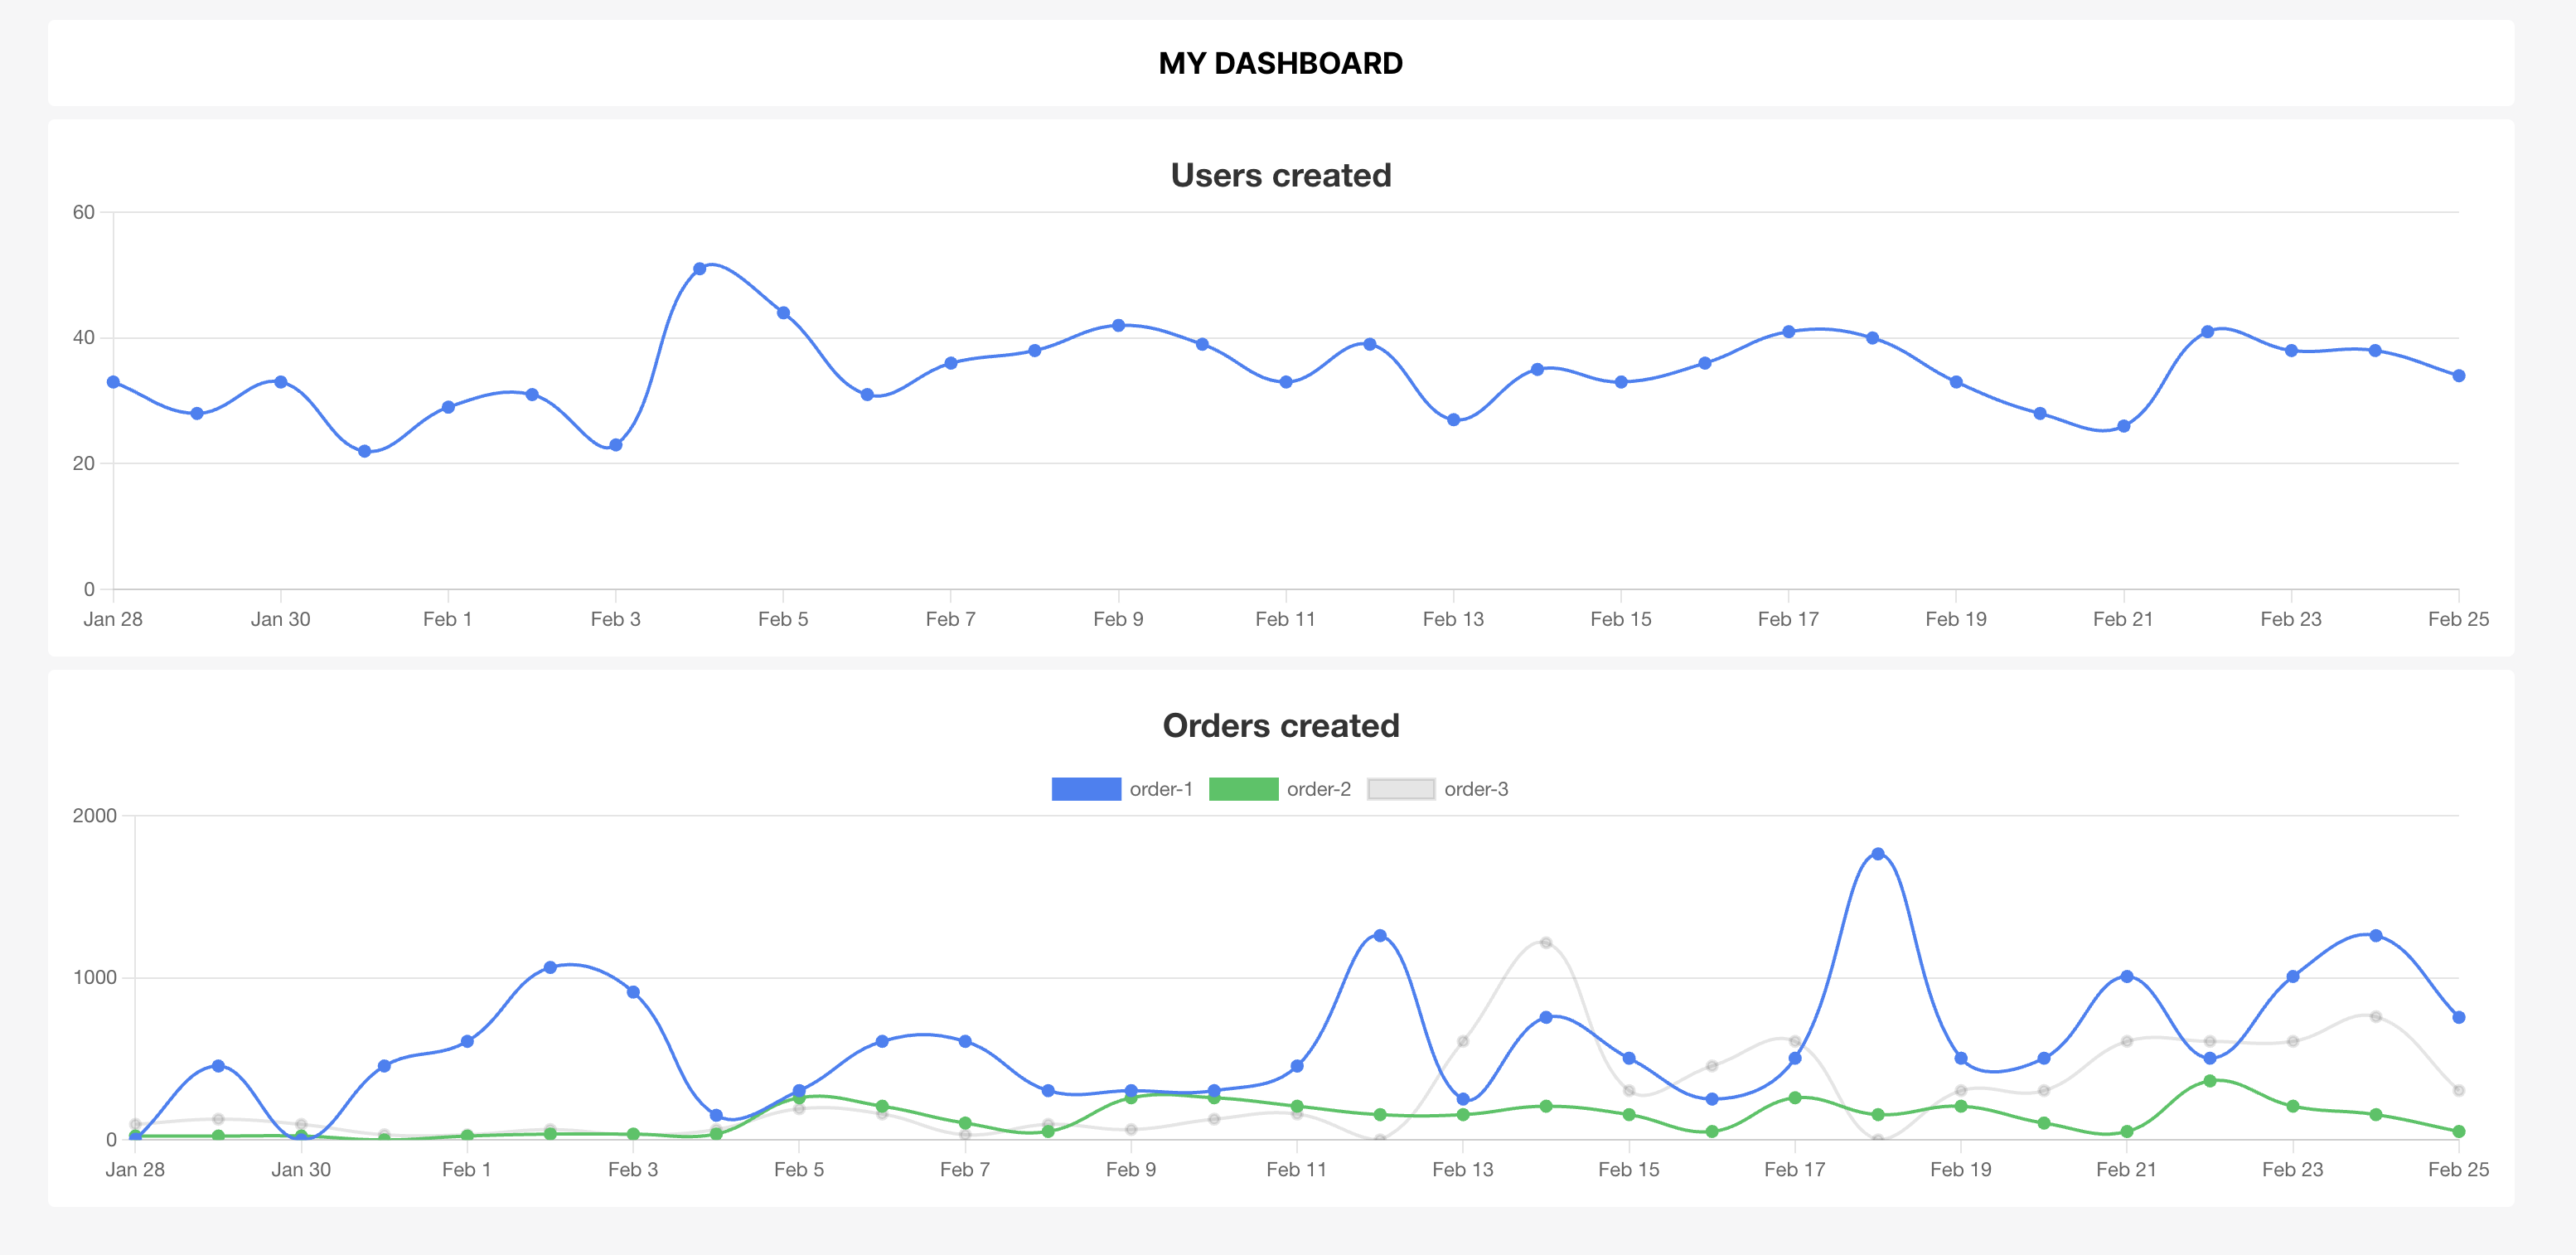 MY DASHBOARD
Users created
60
40
20
0
Jan 28 Jan 30 Feb 1 Feb 3 Feb 5 Feb 7 Feb 9 Feb 11 Feb 13 Feb 15 Feb 17 Feb 19 Feb 21 Feb 23 Feb 25
Orders created
order-1 order-2 order-3
2000
1000
0
Jan 28 Jan 30 Feb 1 Feb 3 Feb 5 Feb 7 Feb 9 Feb 11 Feb 13 Feb 15 Feb 17 Feb 19 Feb 21 Feb 23 Feb 25